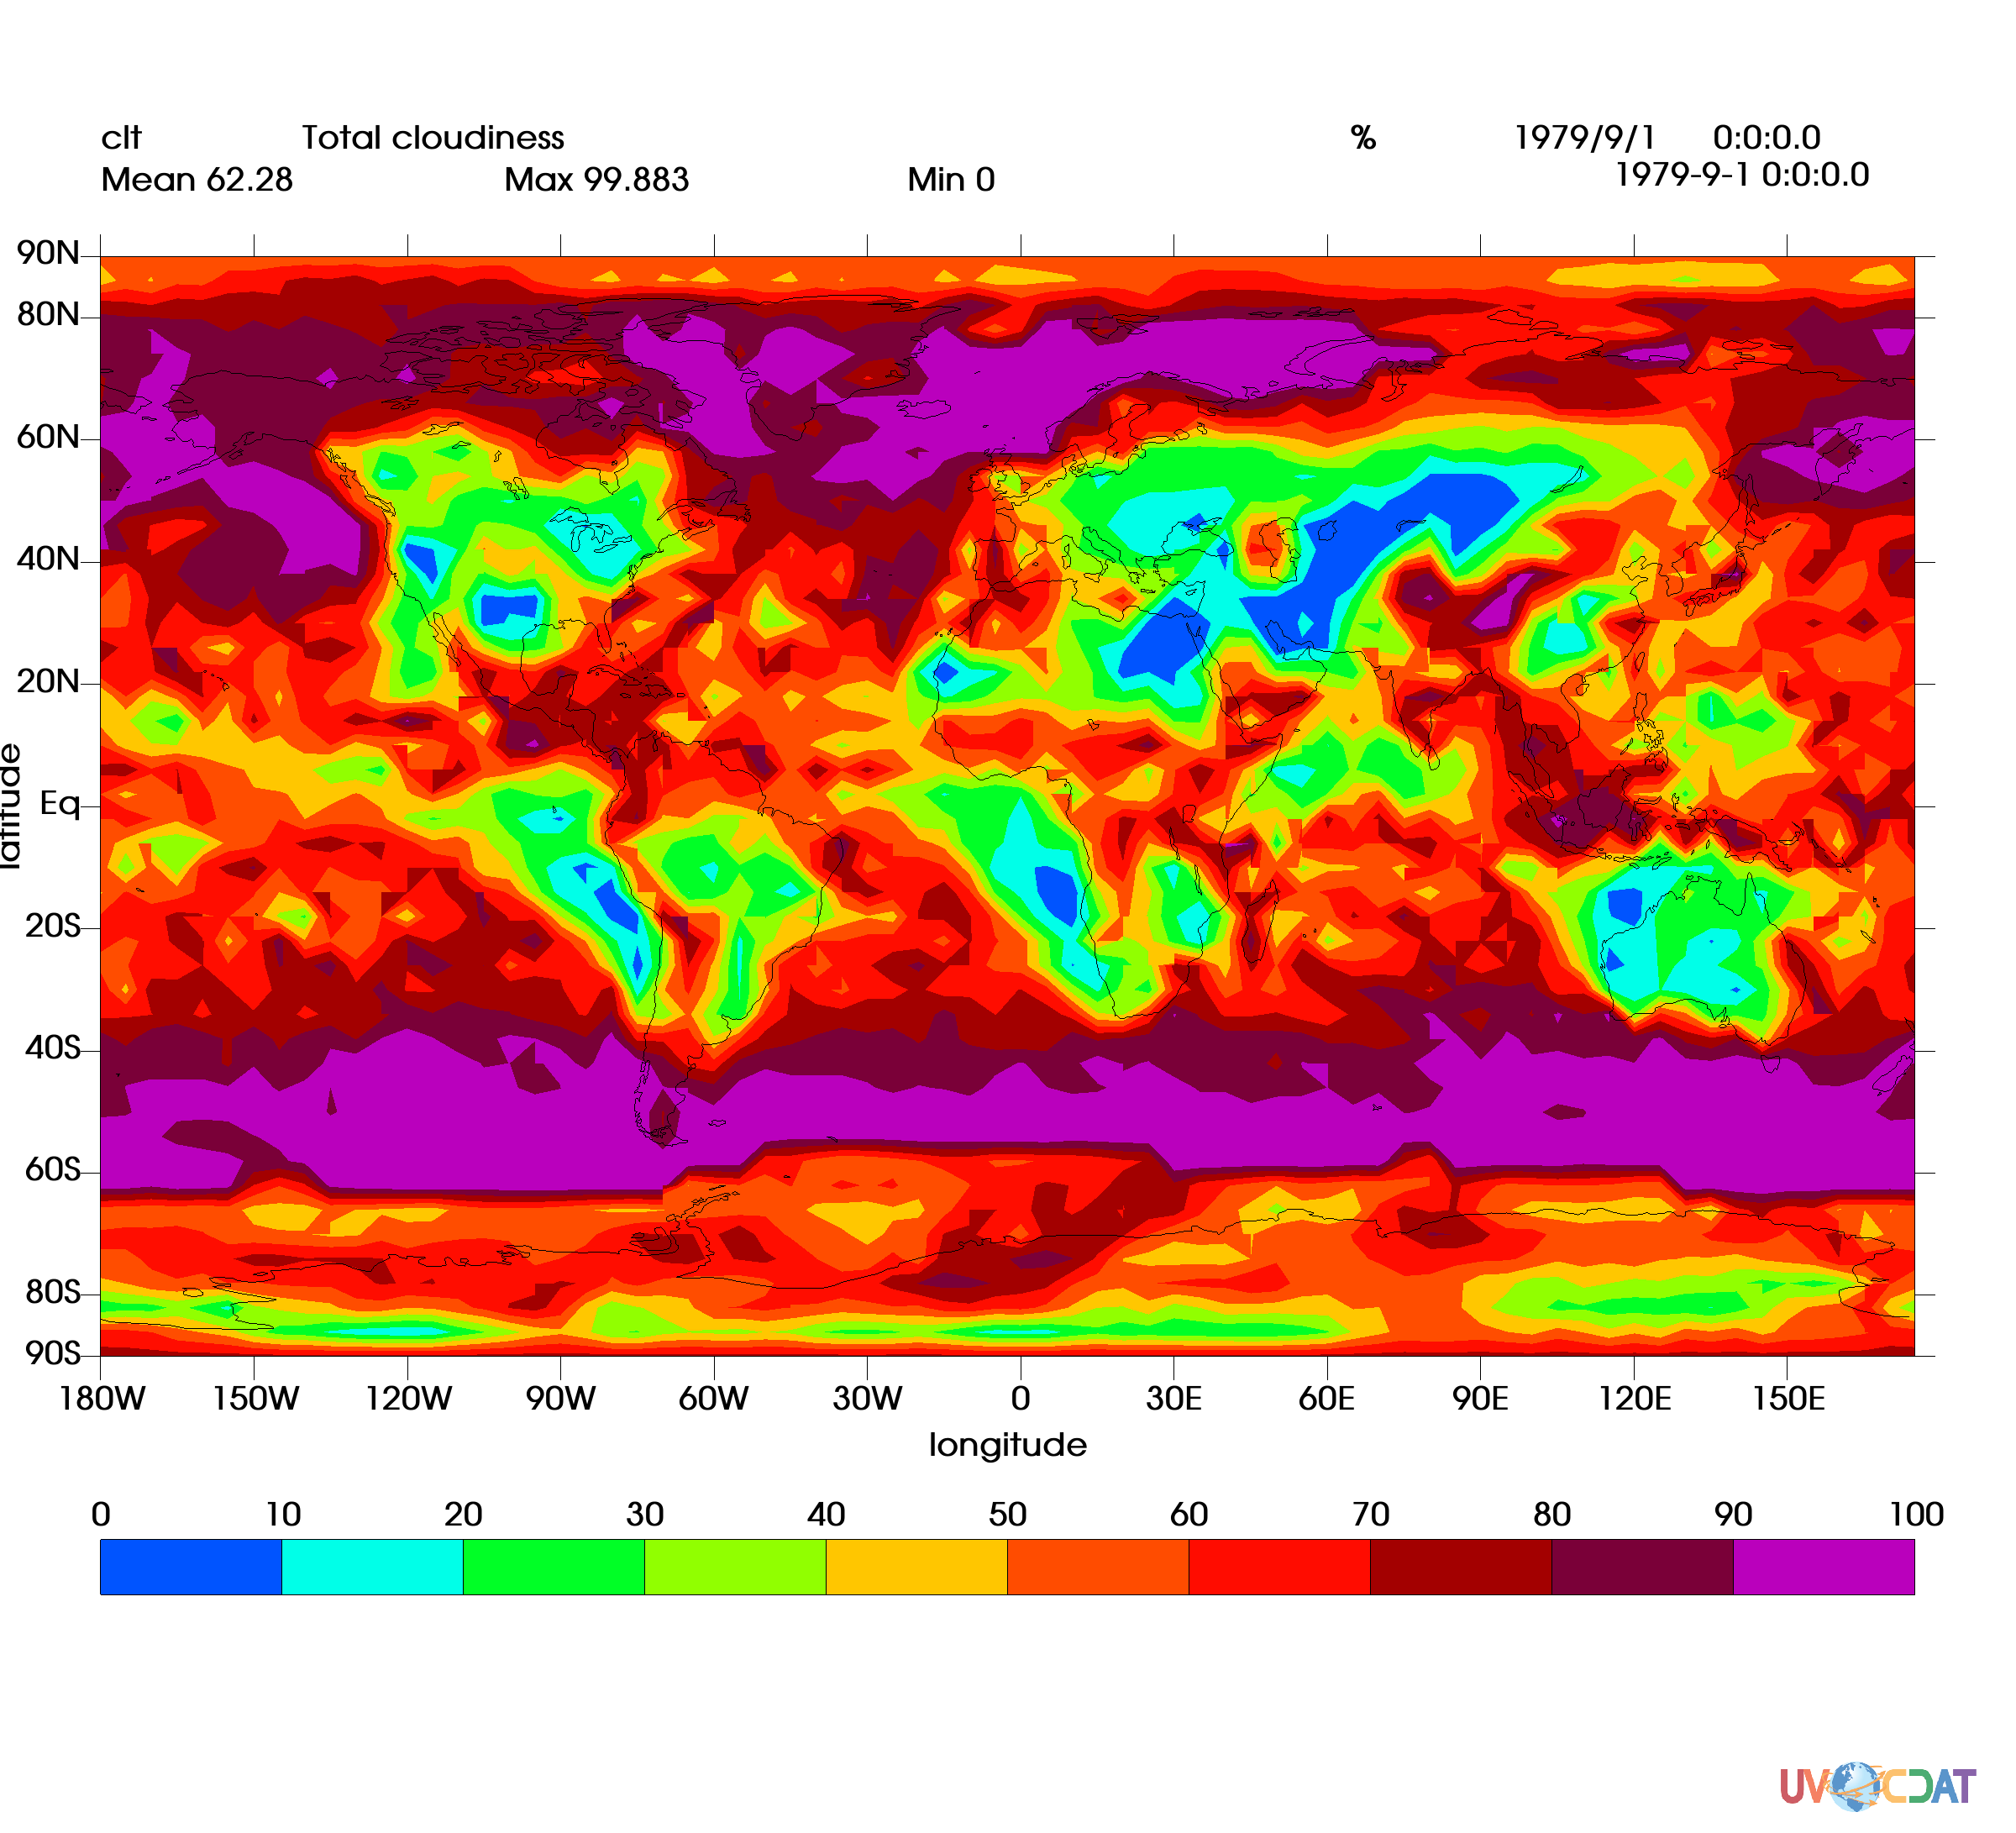 clt Total cloudiness % 1979/9/1 0:0:0.0
Mean 62.28 Max 99.883 Min 0 1979-9-1 0:0:0.0
90N
80N
60N
40N
20N
Eq
20S
40S
60S
80S
90S
latitude
180W 150W 120W 90W 60W 30W 0 30E 60E 90E 120E 150E
longitude
0 10 20 30 40 50 60 70 80 90 100
UV CDAT